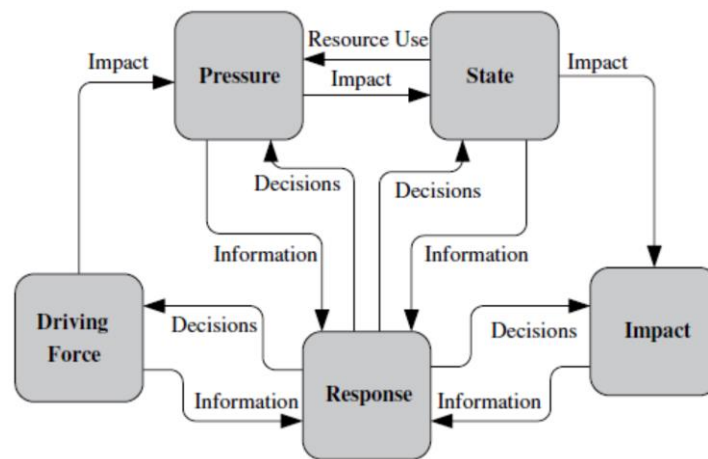 Resource Use
Impact
Pressure
State
Impact
Impact
Decisions
Decisions
Information
Information
Driving
Force
Decisions
Decisions
Impact
Response
Information
Information